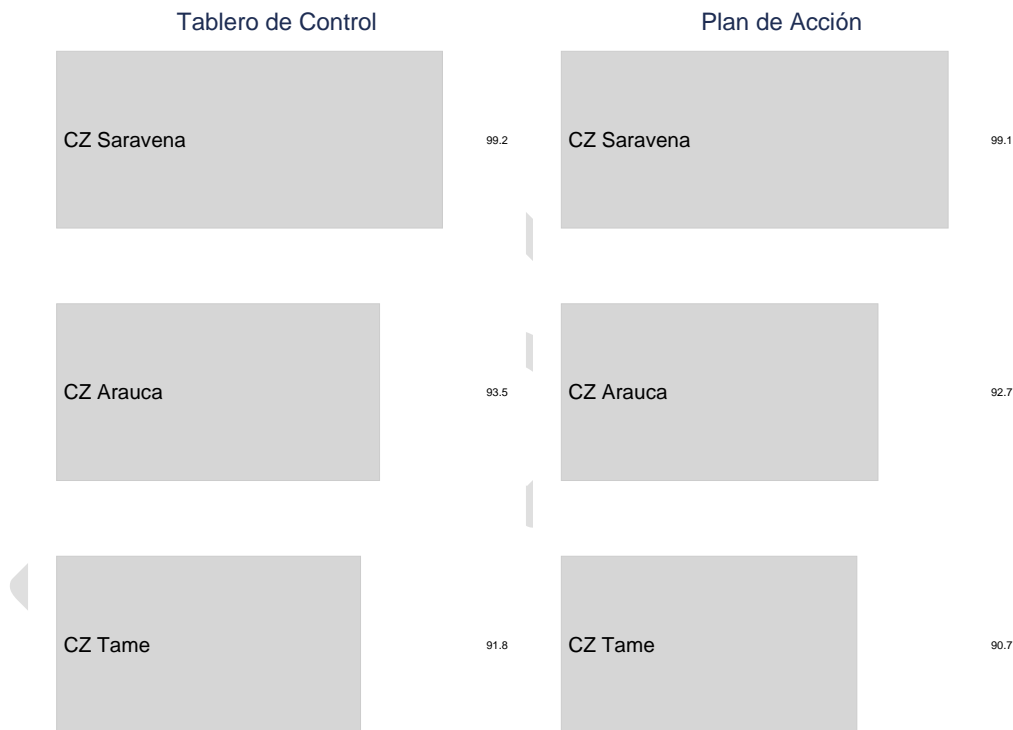 Tablero de Control
CZ Saravena 99.2
CZ Arauca 93.5
CZ Tame 91.8
Plan de Acción
CZ Saravena 99.1
CZ Arauca 92.7
CZ Tame 90.7